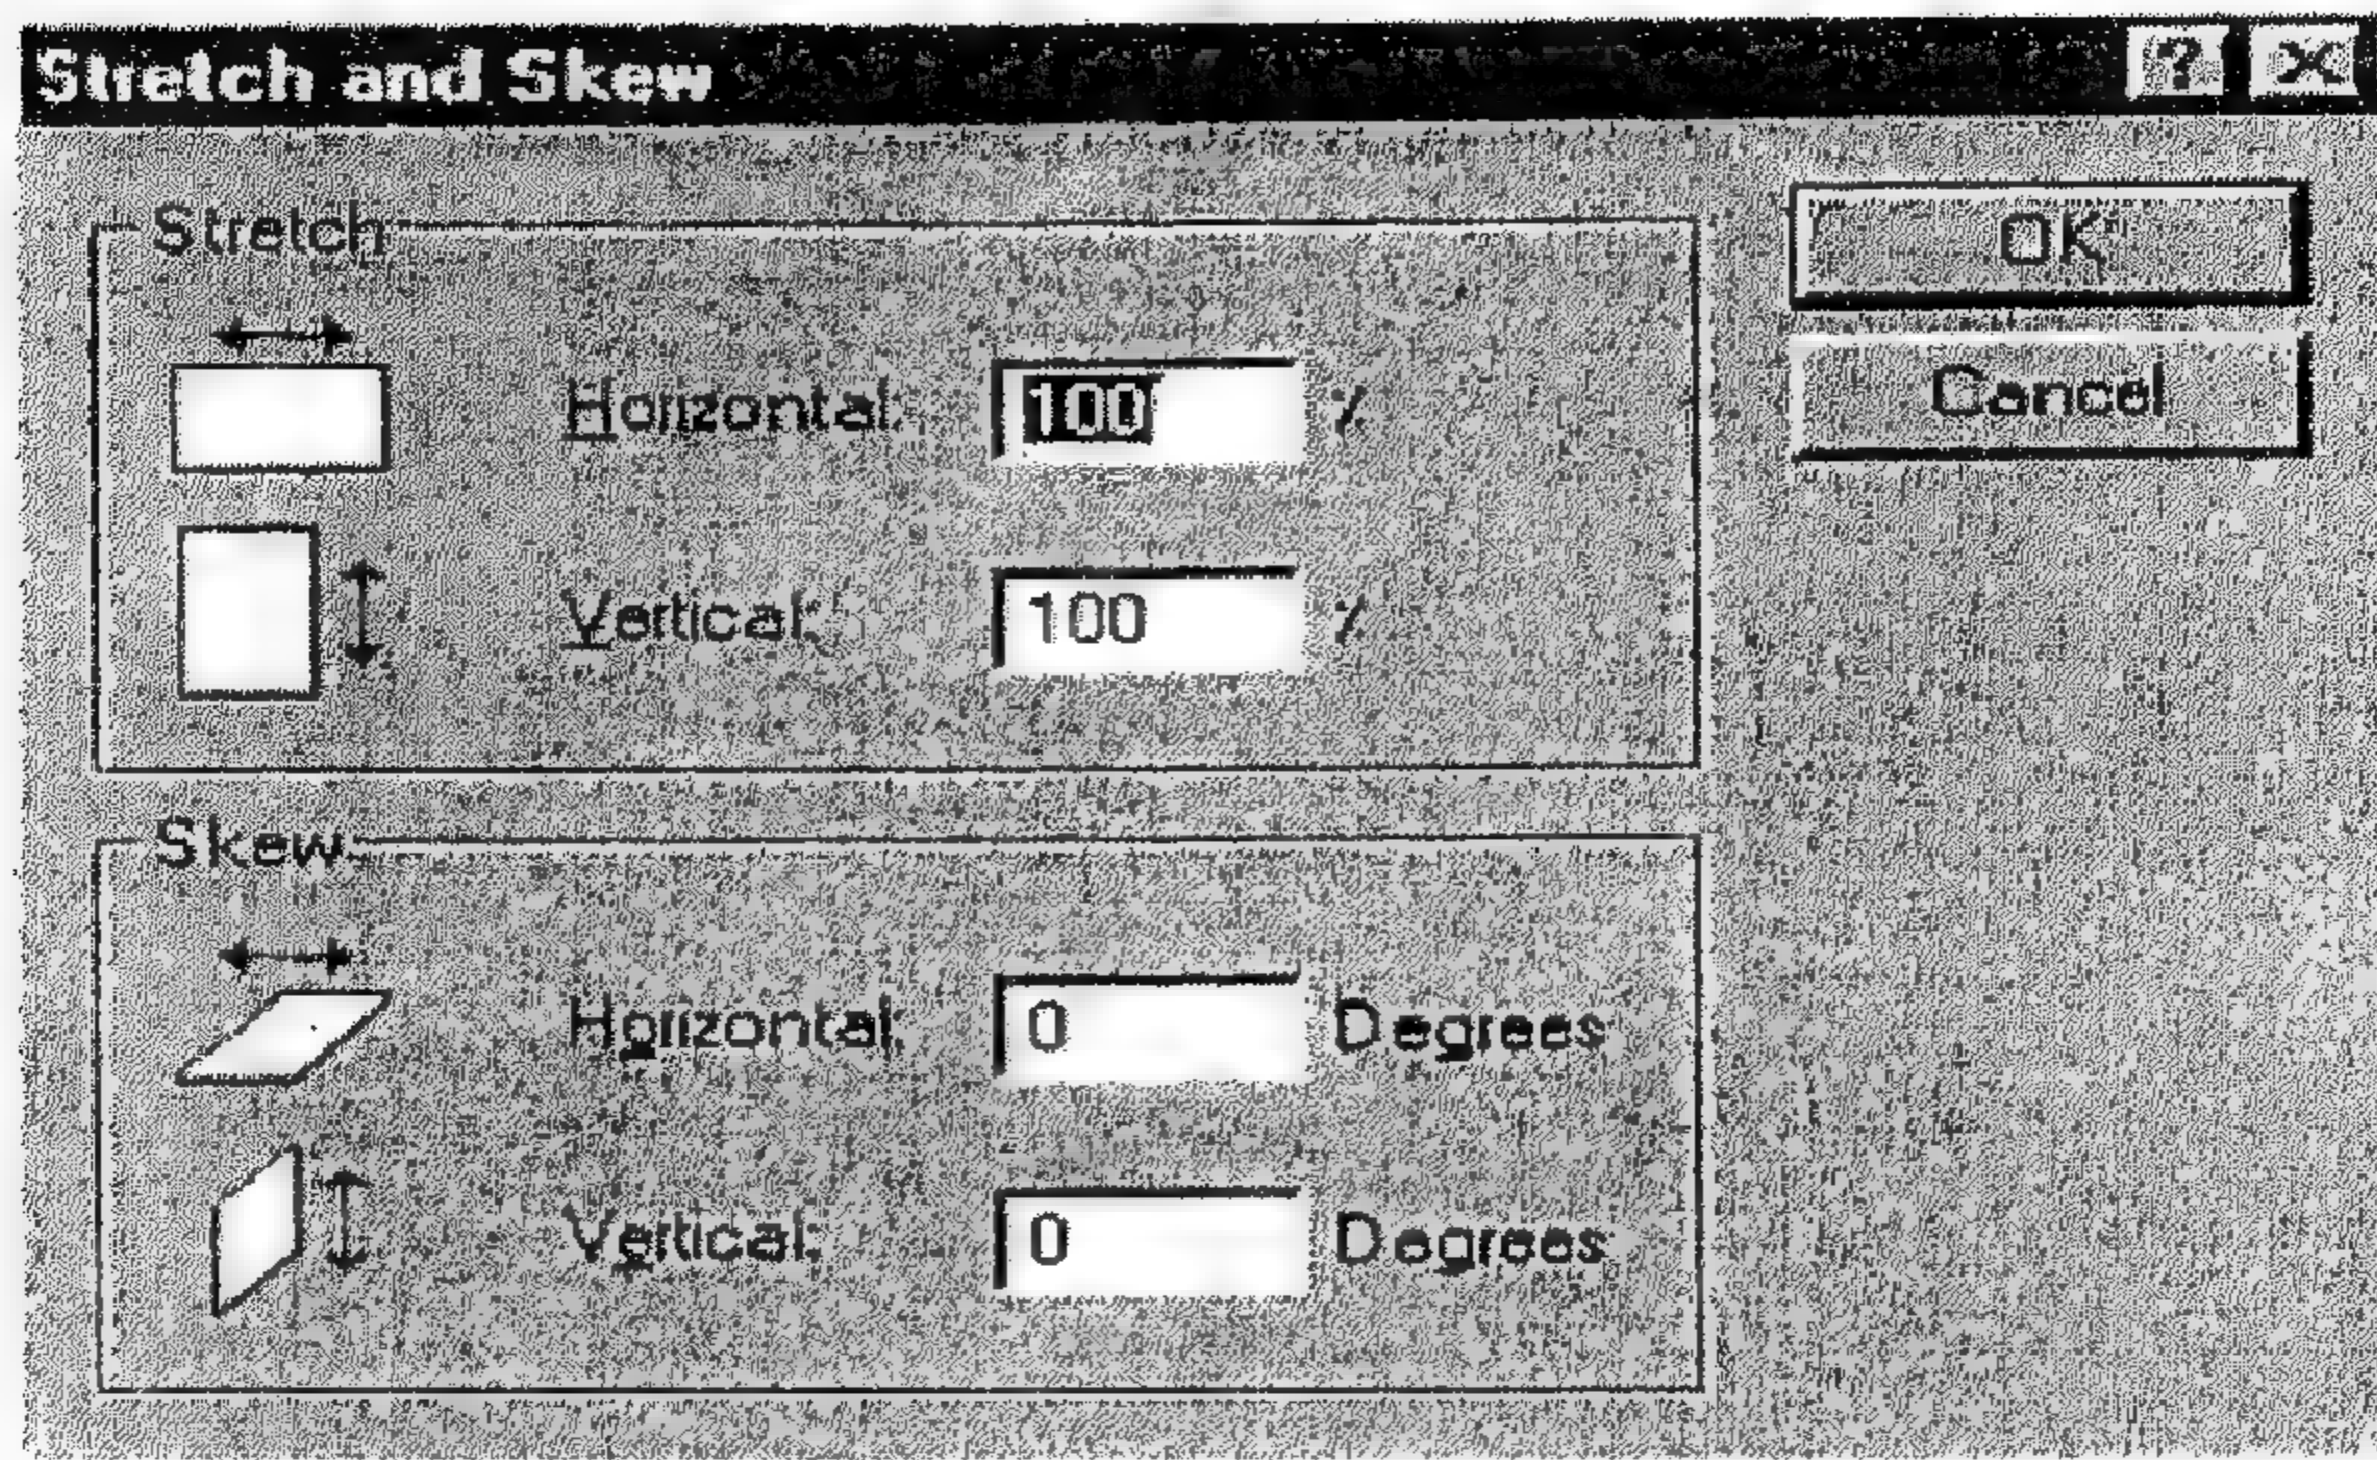 Stretch and Skew ? ×
Stretch
Horizontal: 100 %
Vertical: 100 %
OK
Cancel
Skew
Horizontal: 0 Degrees
Vertical: 0 Degrees